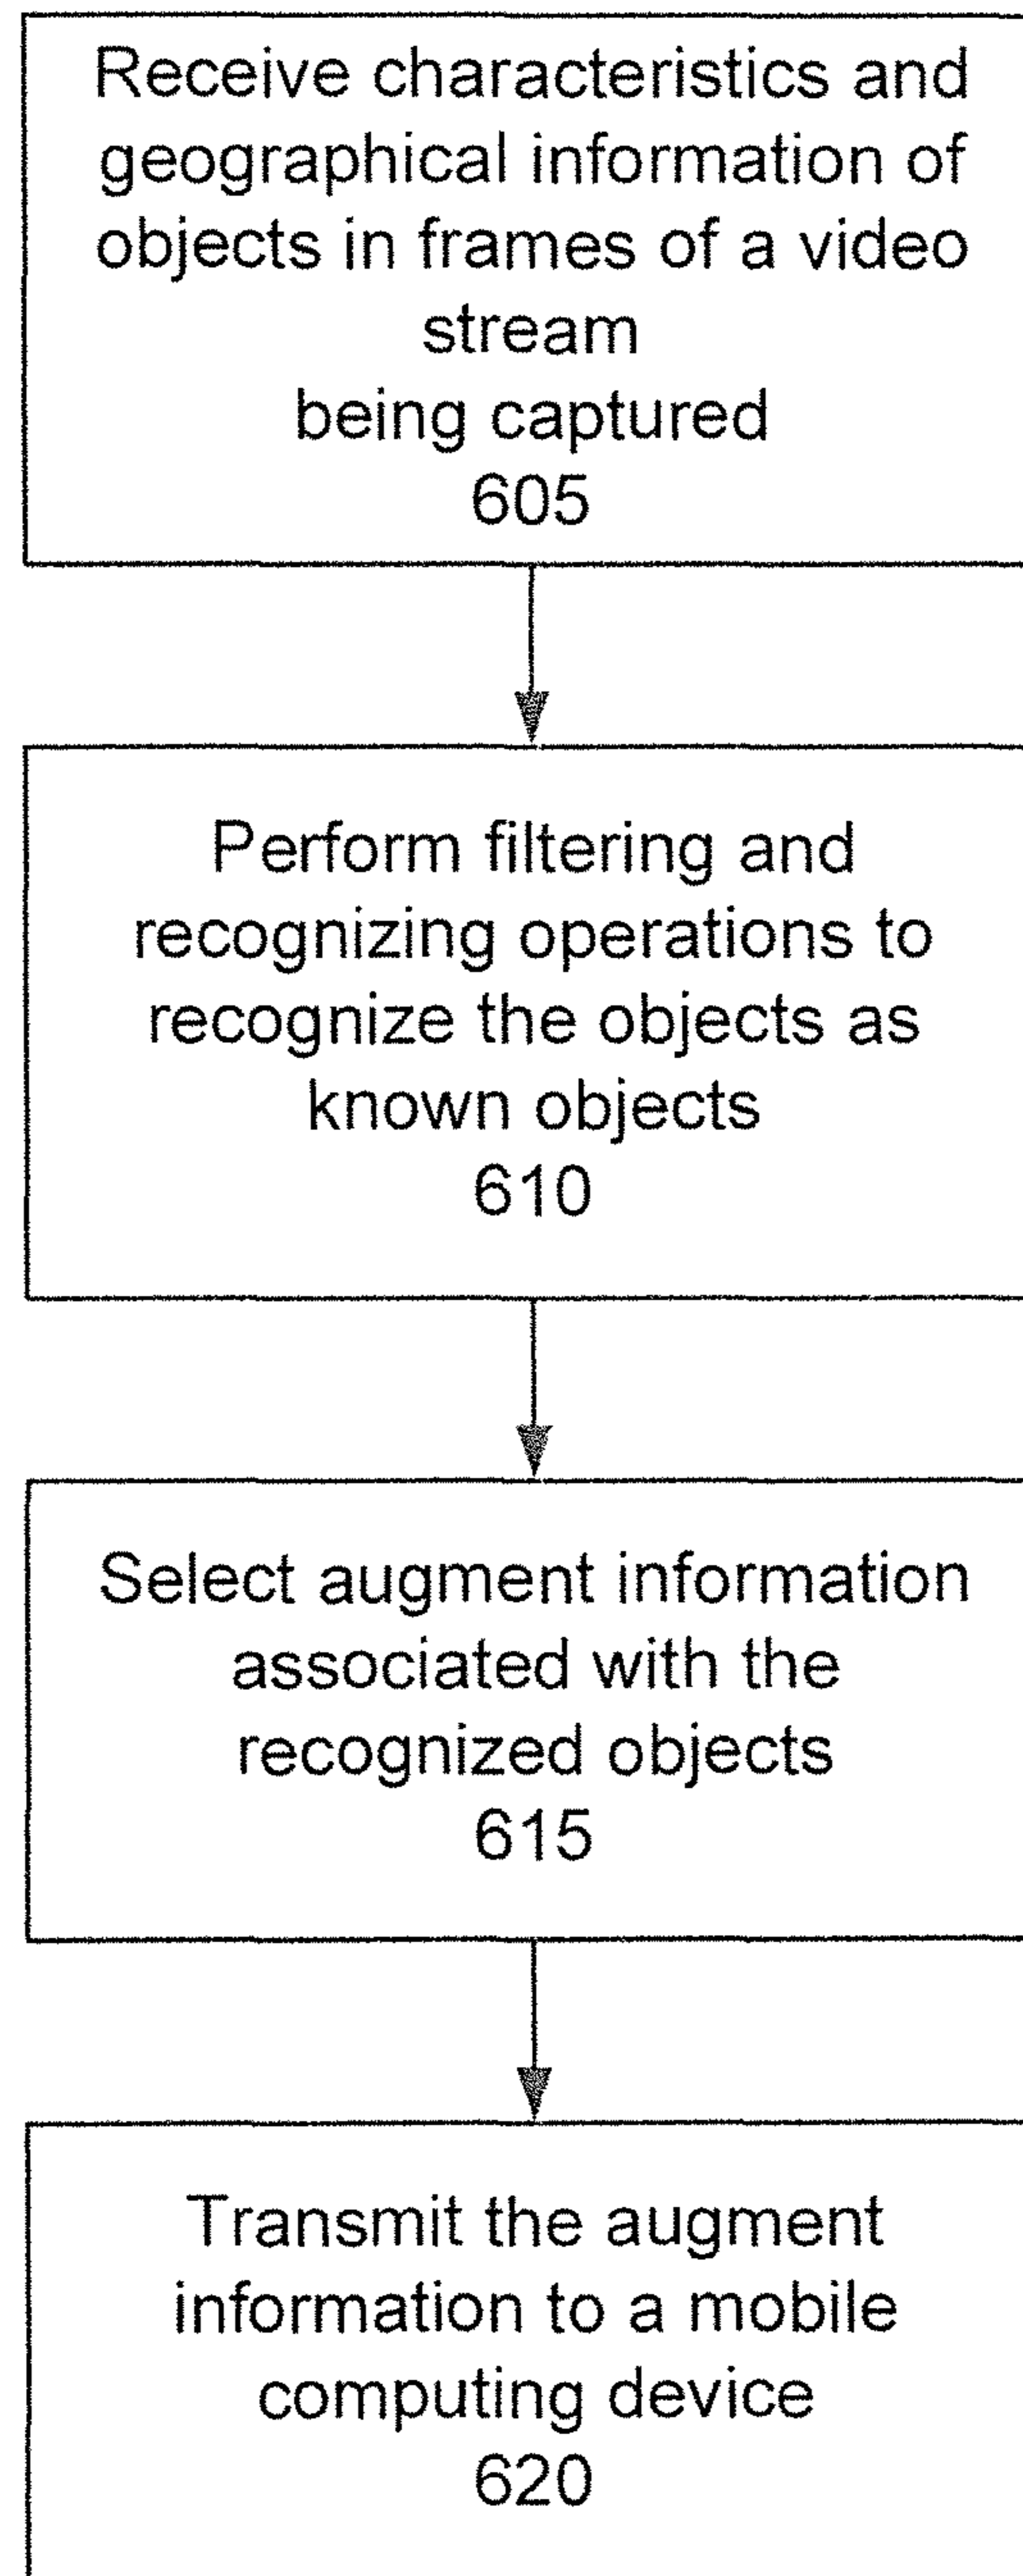 Receive characteristics and
geographical information of
objects in frames of a video
stream
being captured
605
Perform filtering and
recognizing operations to
recognize the objects as
known objects
610
Select augment information
associated with the
recognized objects
615
Transmit the augment
information to a mobile
computing device
620